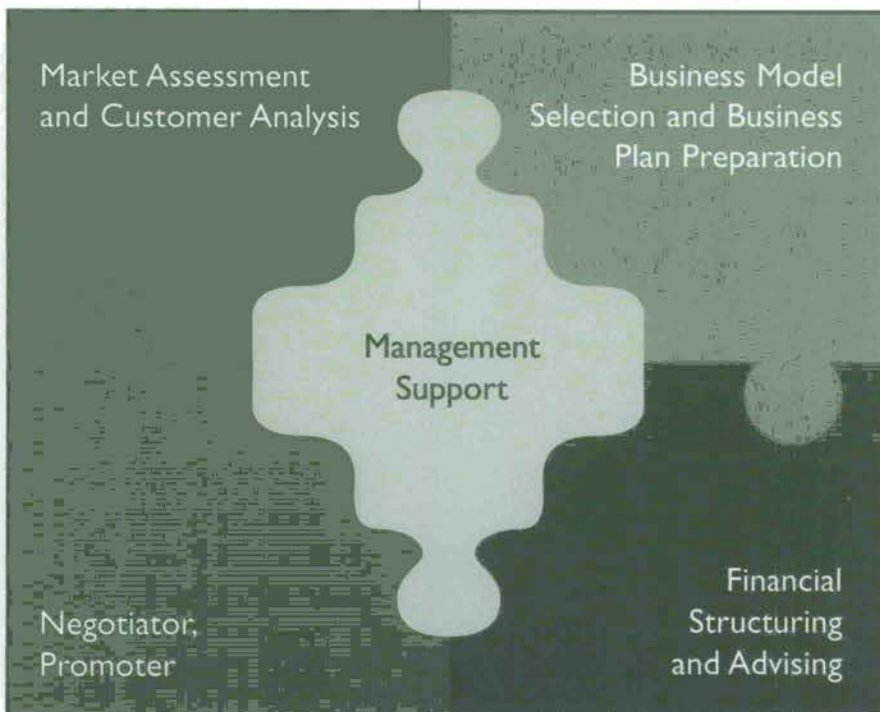 Market Assessment
and Customer Analysis
Business Model
Selection and Business
Plan Preparation
Management
Support
Negotiator,
Promoter
Financial
Structuring
and Advising